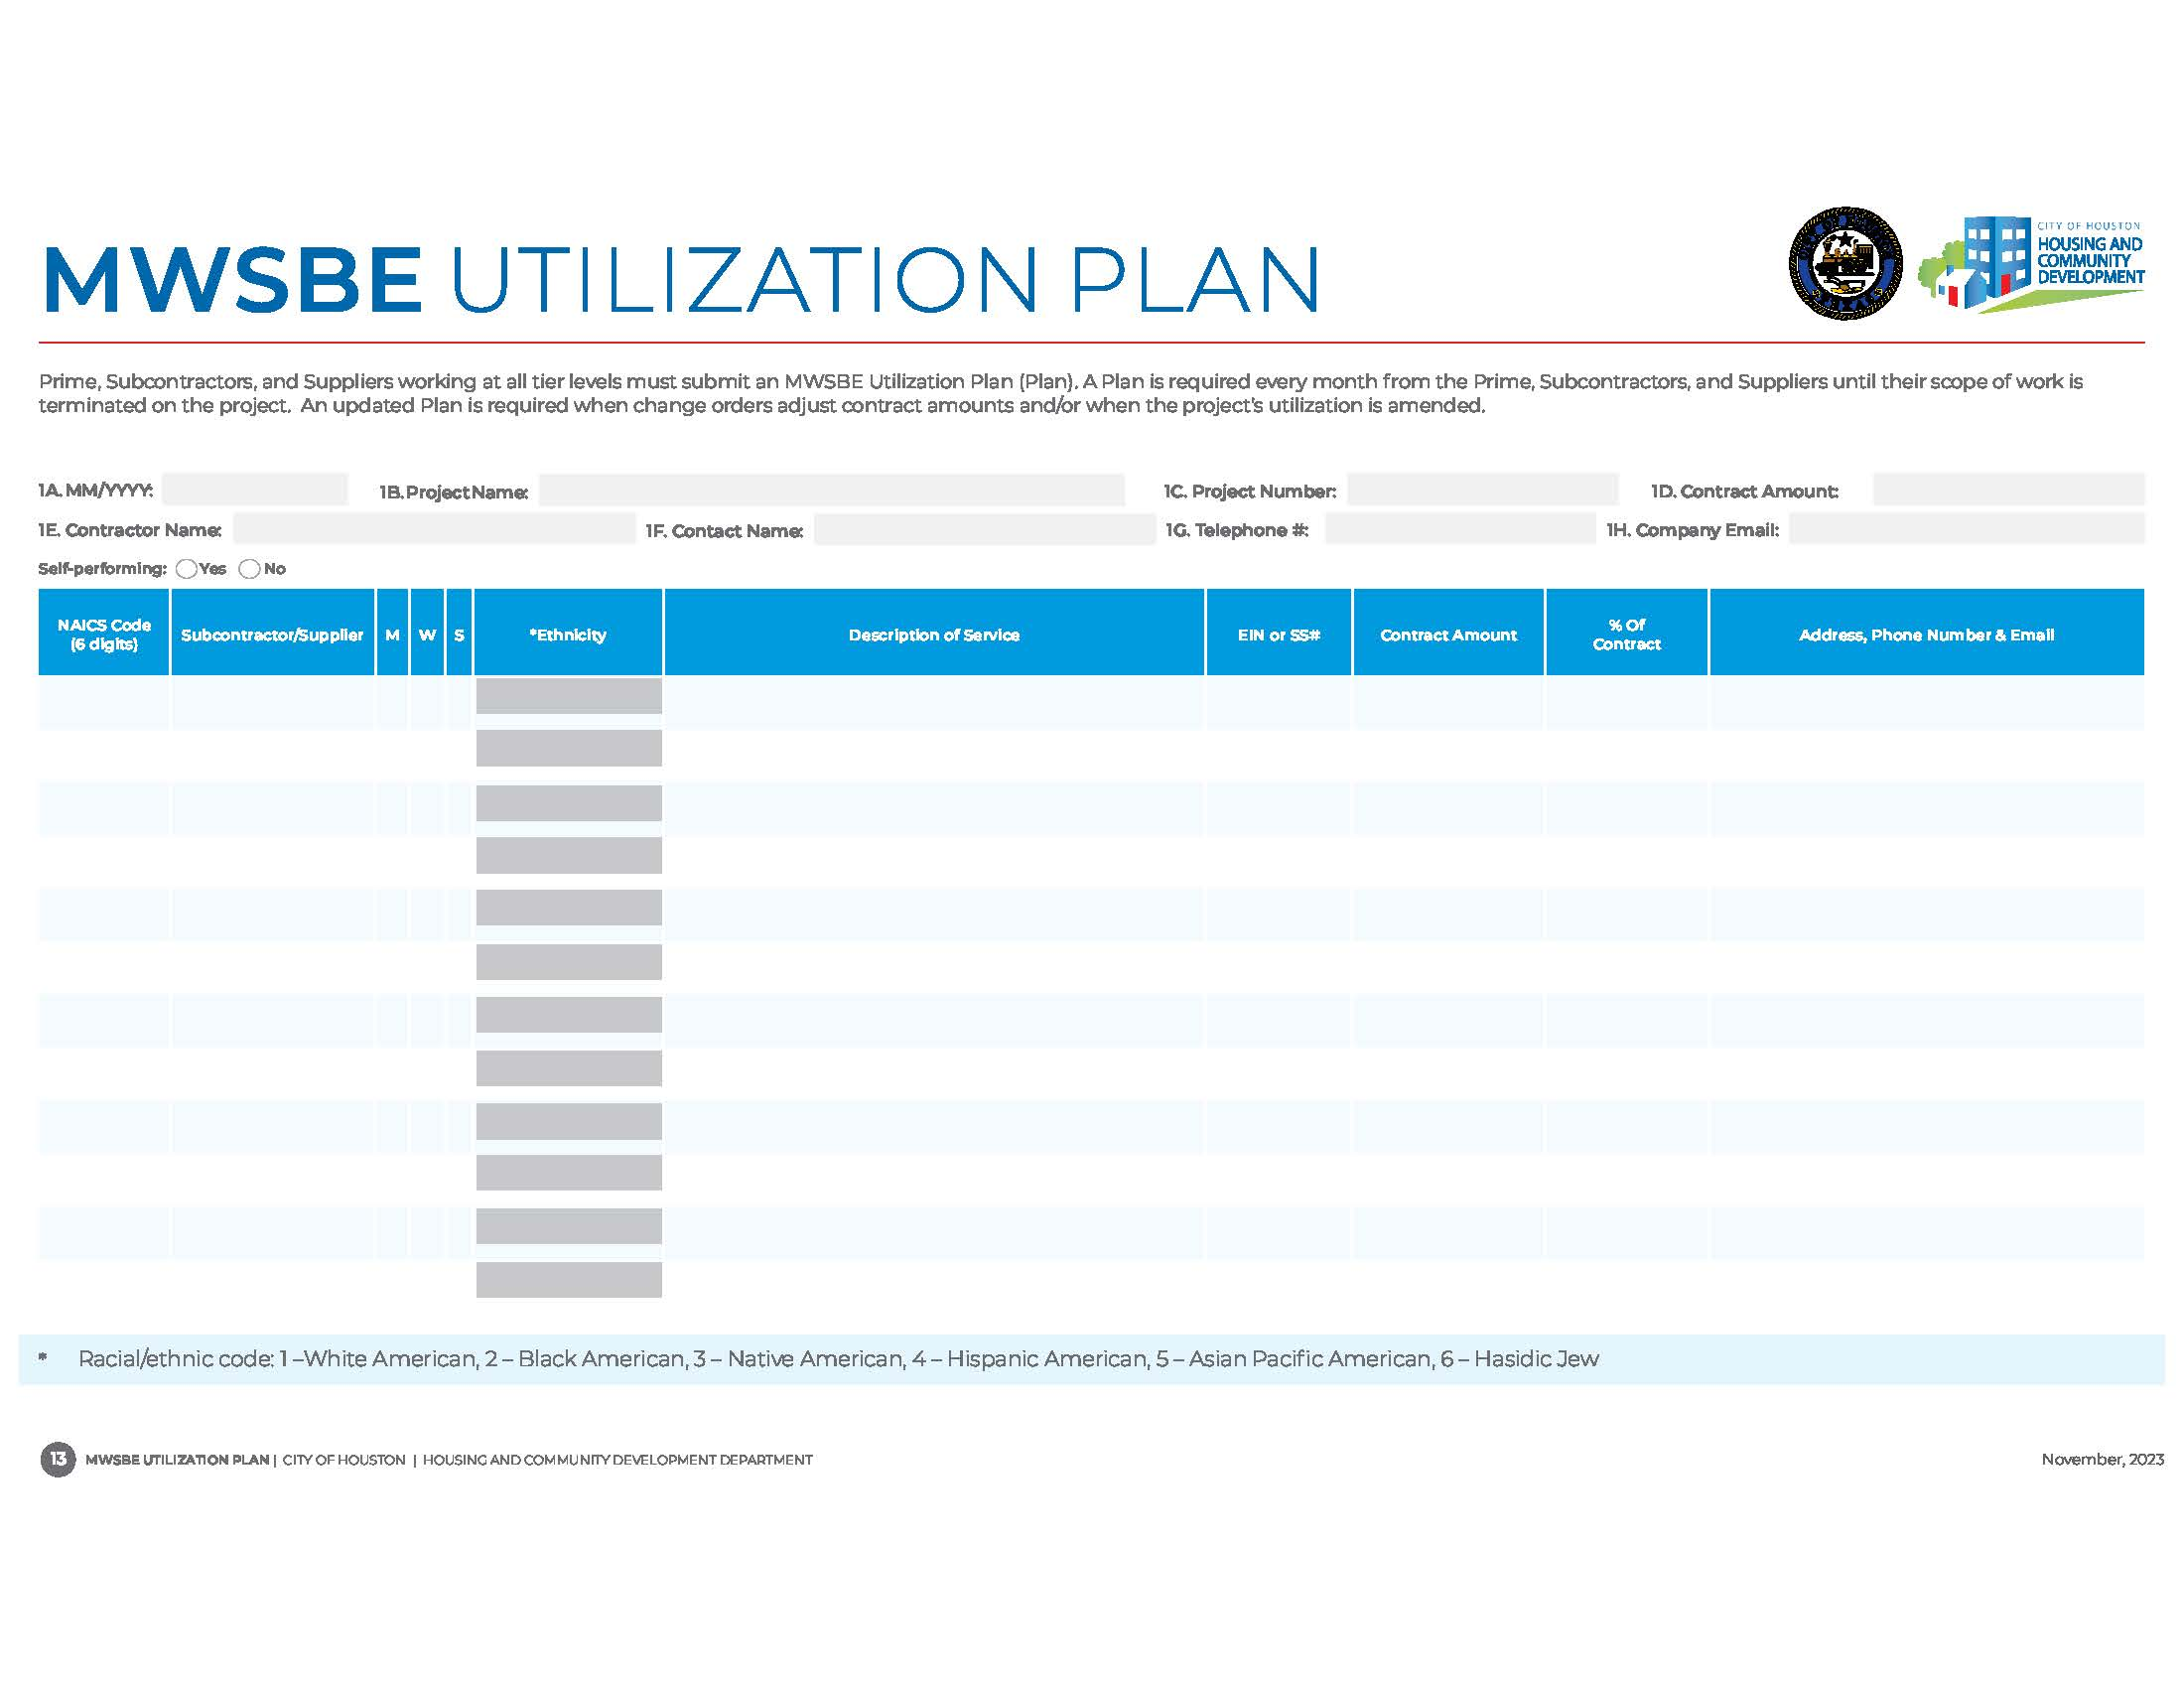 MWSBE UTILIZATION PLAN
CITY OF HOUSTON
HOUSING AND
COMMUNITY
DEVELOPMENT
Prime, Subcontractors, and Suppliers working at all tier levels must submit an MWSBE Utilization Plan (Plan). A Plan is required every month from the Prime, Subcontractors, and Suppliers until their scope of work is
terminated on the project. An updated Plan is required when change orders adjust contract amounts and/or when the project's utilization is amended.
1A. MM/YYYY: 1B. Project Name: 1C. Project Number: 1D. Contract Amount:
1E. Contractor Name: 1F. Contact Name: 1G. Telephone #: 1H. Company Email:
Self-performing: Yes No
NAICS Code
(6 digits)
Subcontractor/Supplier
M
W
S
*Ethnicity
Description of Service
EIN or SS#
Contract Amount
% Of
Contract
Address, Phone Number & Email
* Racial/ethnic code: 1 –White American, 2 – Black American, 3 – Native American, 4 – Hispanic American, 5 – Asian Pacific American, 6 – Hasidic Jew
13 MWSBE UTILIZATION PLAN | CITY OF HOUSTON | HOUSING AND COMMUNITY DEVELOPMENT DEPARTMENT
November, 2023